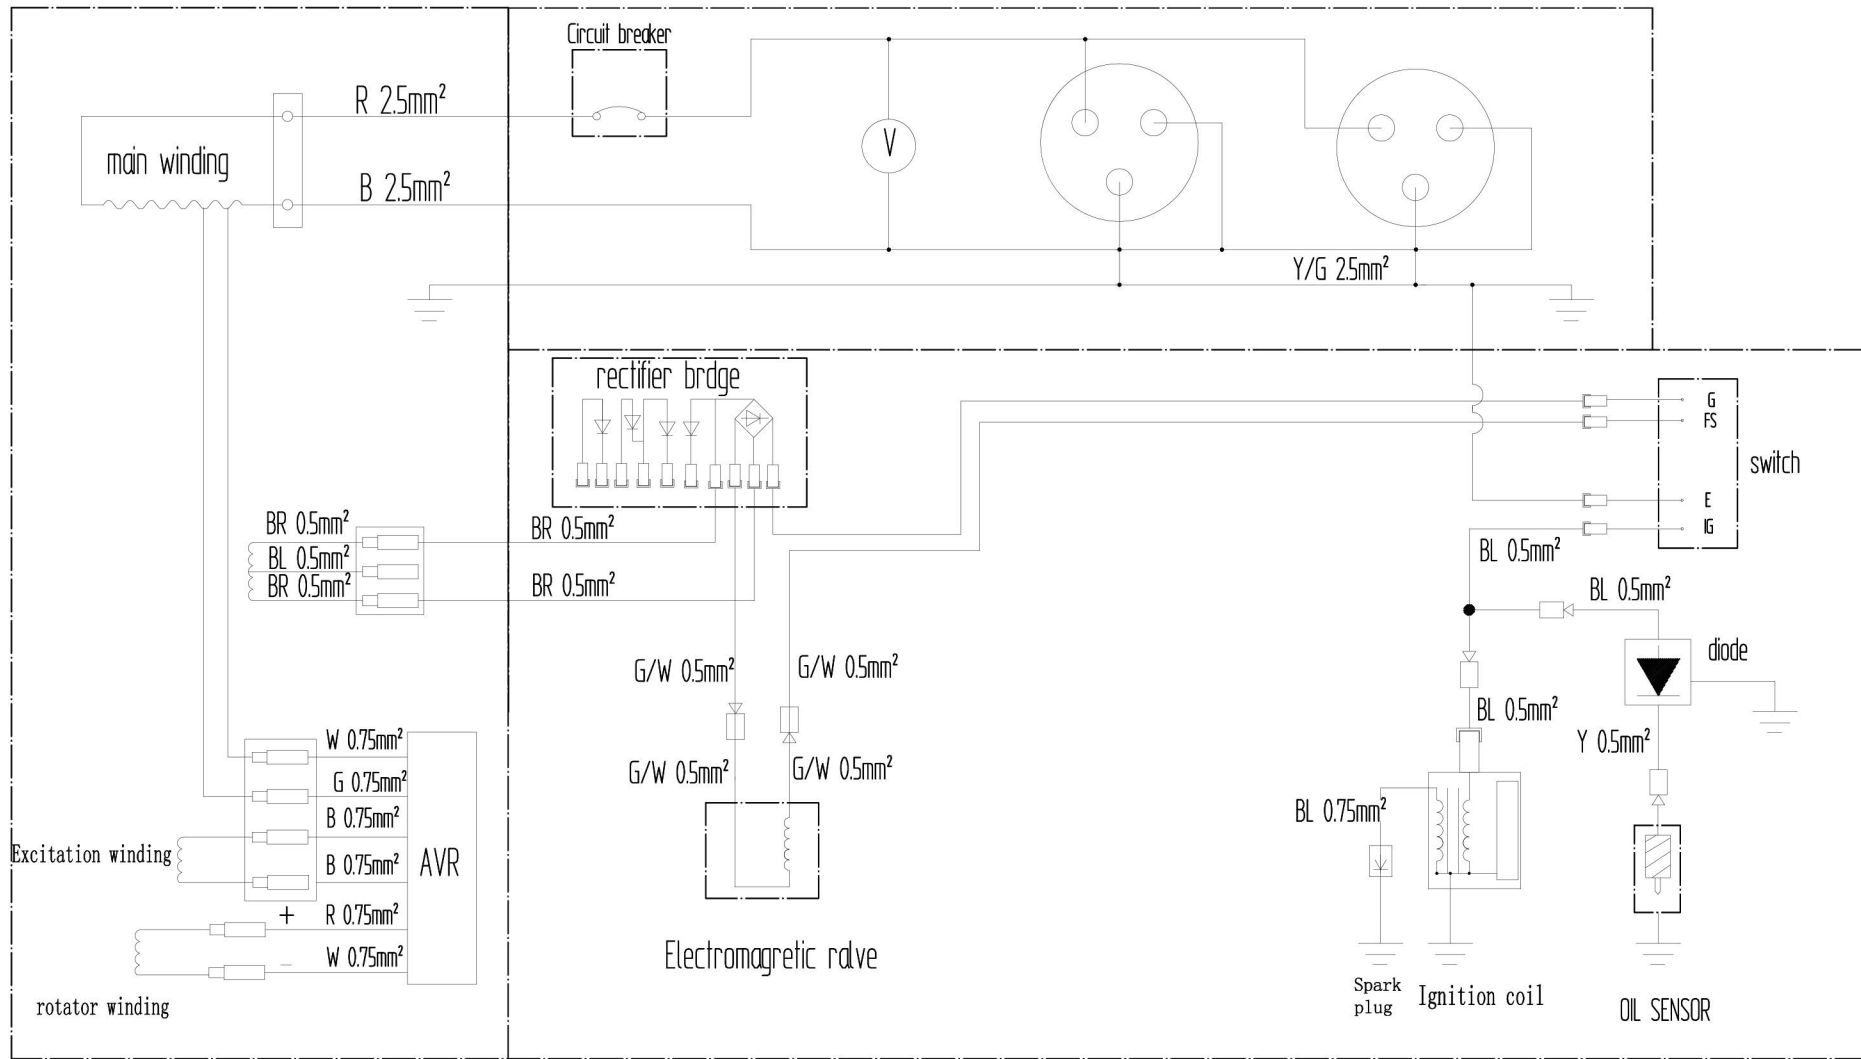 Circuit breaker
R 2.5mm²
main winding
V
B 2.5mm²
Y/G 2.5mm²
rectifier brdge
G
FS
switch
E
IG
BR 0.5mm²
BL 0.5mm²
BR 0.5mm²
BR 0.5mm²
BR 0.5mm²
BL 0.5mm²
BL 0.5mm²
diode
G/W 0.5mm²
G/W 0.5mm²
BL 0.5mm²
Y 0.5mm²
G/W 0.5mm²
G/W 0.5mm²
BL 0.75mm²
W 0.75mm²
G 0.75mm²
B 0.75mm²
Excitation winding
B 0.75mm²
AVR
+
R 0.75mm²
–
W 0.75mm²
rotator winding
Electromagretic ralve
Spark
plug
Ignition coil
OIL SENSOR